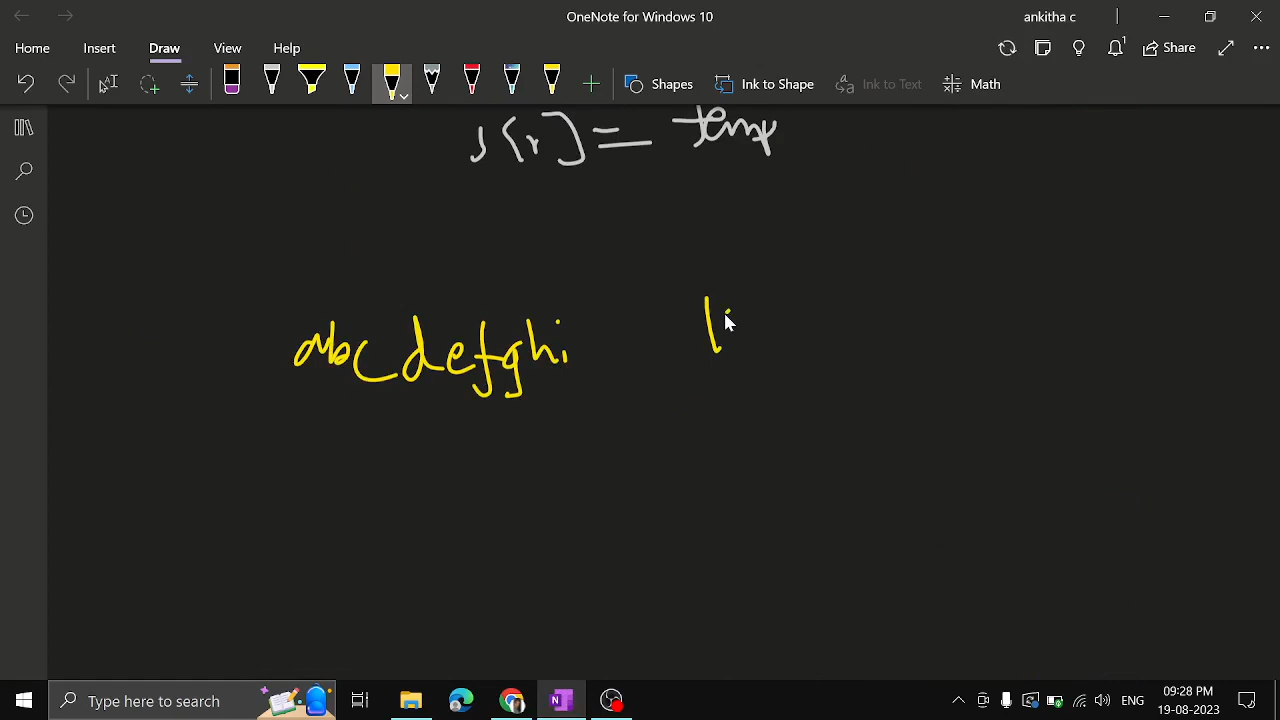 OneNote for Windows 10
ankitha c
Home Insert Draw View Help
Share
Shapes
Ink to Shape
Ink to Text
Math
s[r] = temp
abcdefghi
Type here to search
ENG
09:28 PM
19-08-2023